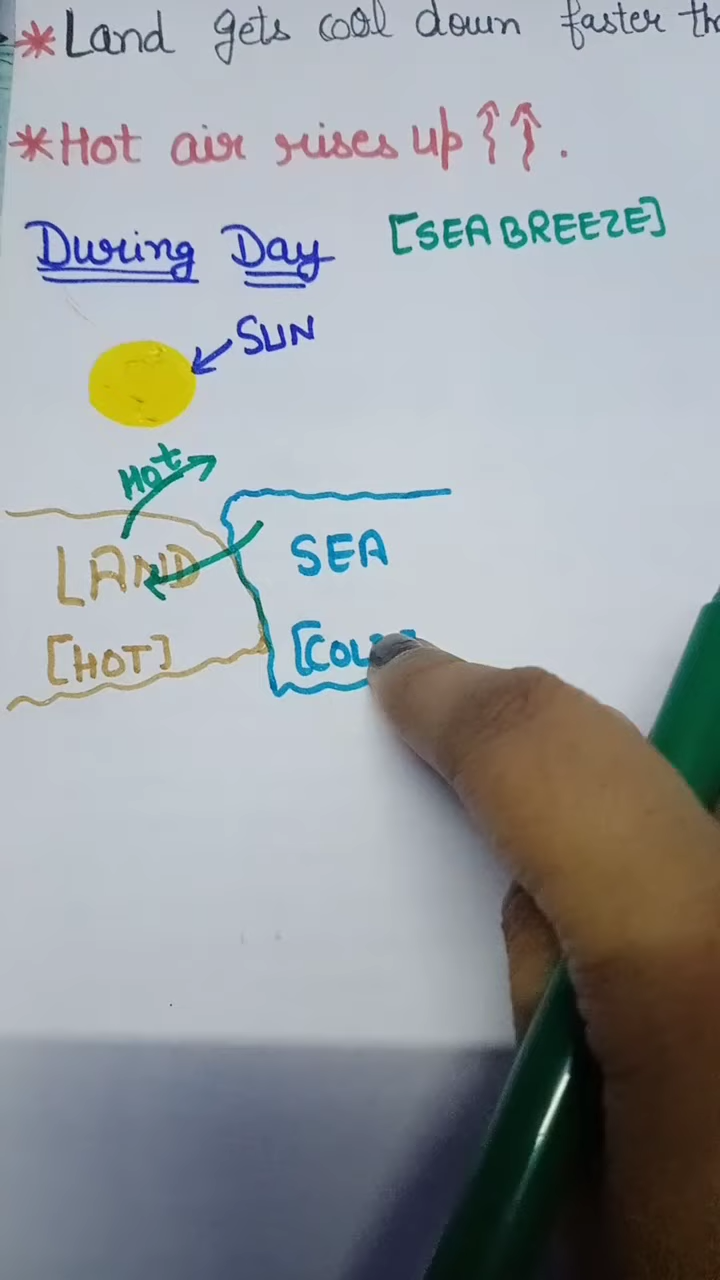 *Land gets cool down faster
*Hot air rises up.
During Day [SEA BREEZE]
SUN
Hot
LAND SEA
[HOT]